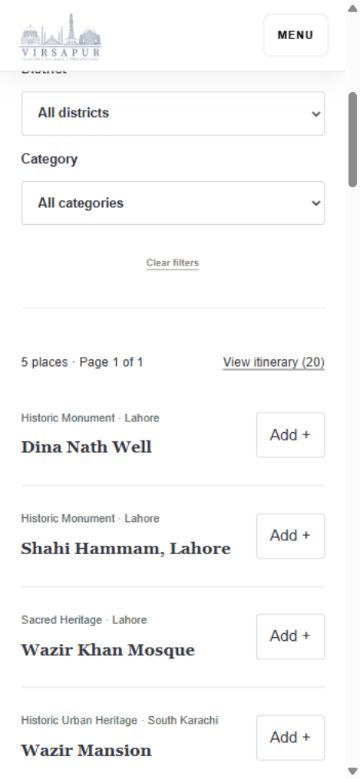 VIRSAPUR
MENU
District
All districts
Category
All categories
Clear filters
5 places · Page 1 of 1
View itinerary (20)
Historic Monument · Lahore
Dina Nath Well
Add +
Historic Monument · Lahore
Shahi Hammam, Lahore
Add +
Sacred Heritage · Lahore
Wazir Khan Mosque
Add +
Historic Urban Heritage · South Karachi
Wazir Mansion
Add +